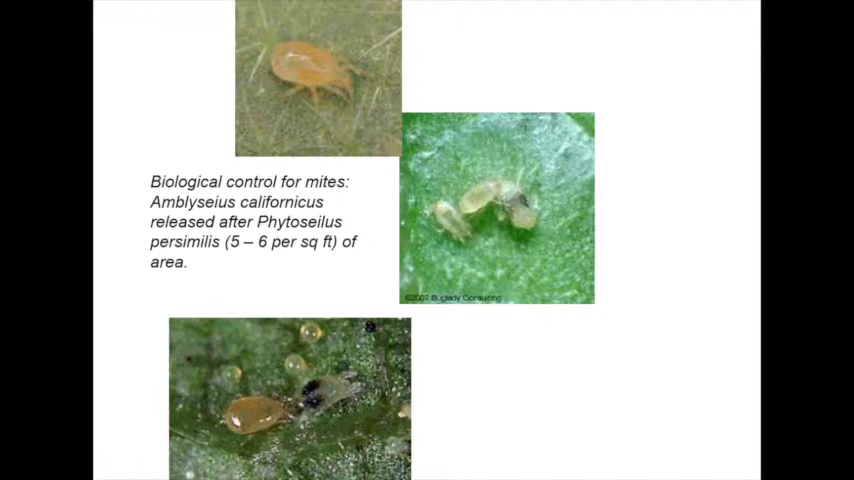 Biological control for mites:
Amblyseius californicus
released after Phytoseilus
persimilis (5 – 6 per sq ft) of
area.
©2007 Buglady Consulting